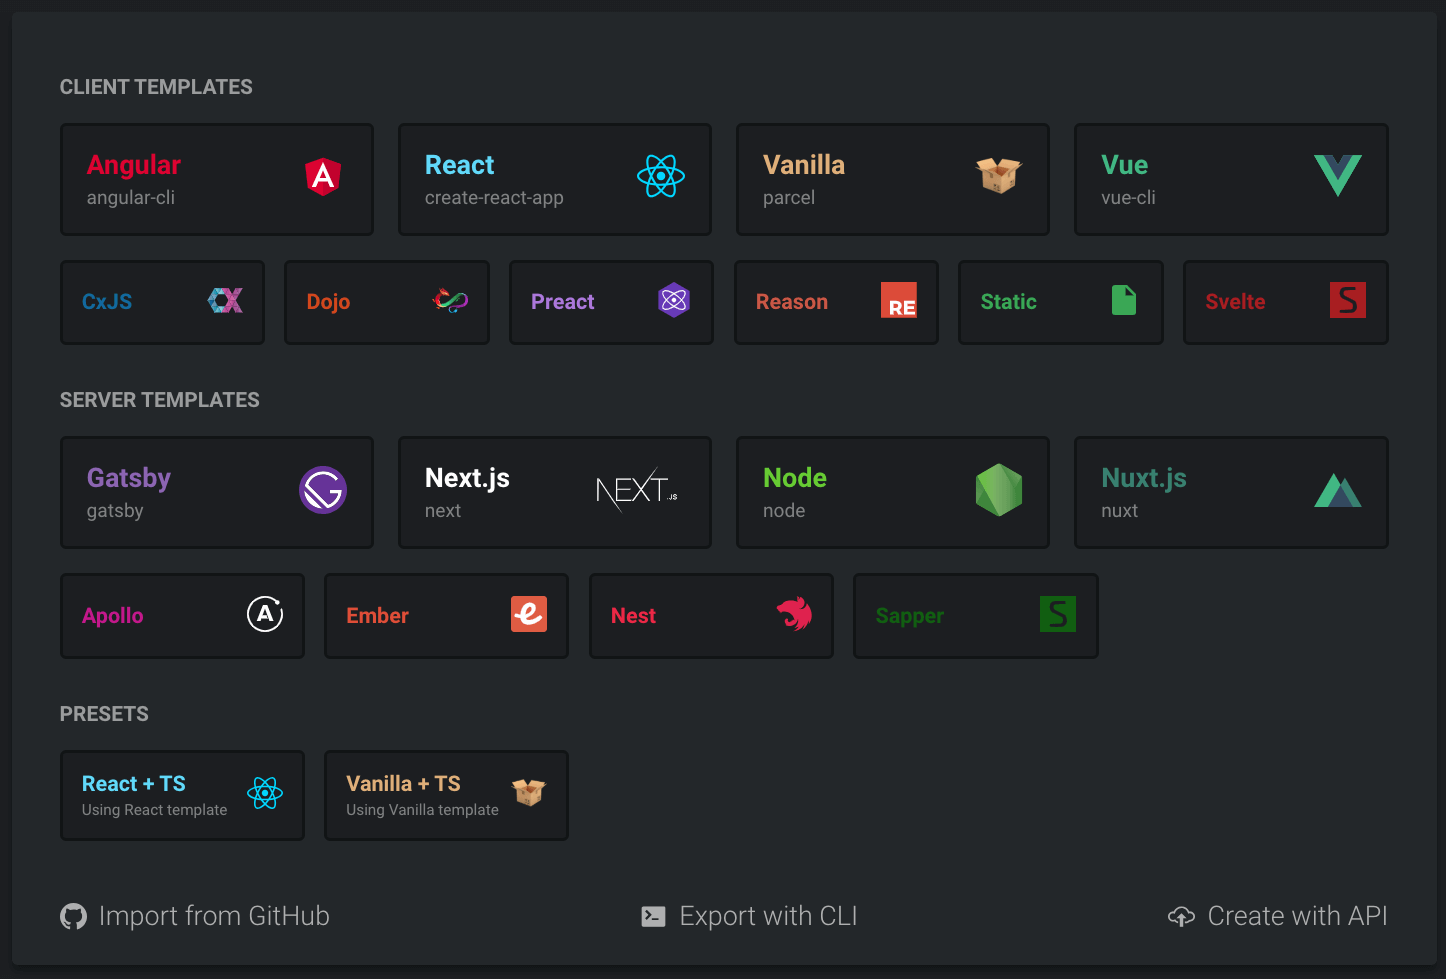 CLIENT TEMPLATES
Angular
angular-cli
React
create-react-app
Vanilla
parcel
Vue
vue-cli
CxJS
CX
Dojo
Preact
Reason
RE
Static
Svelte
S
SERVER TEMPLATES
Gatsby
gatsby
Next.js
next
NEXT.JS
Node
node
Nuxt.js
nuxt
Apollo
A
Ember
e
Nest
Sapper
S
PRESETS
React + TS
Using React template
Vanilla + TS
Using Vanilla template
Import from GitHub
Export with CLI
Create with API